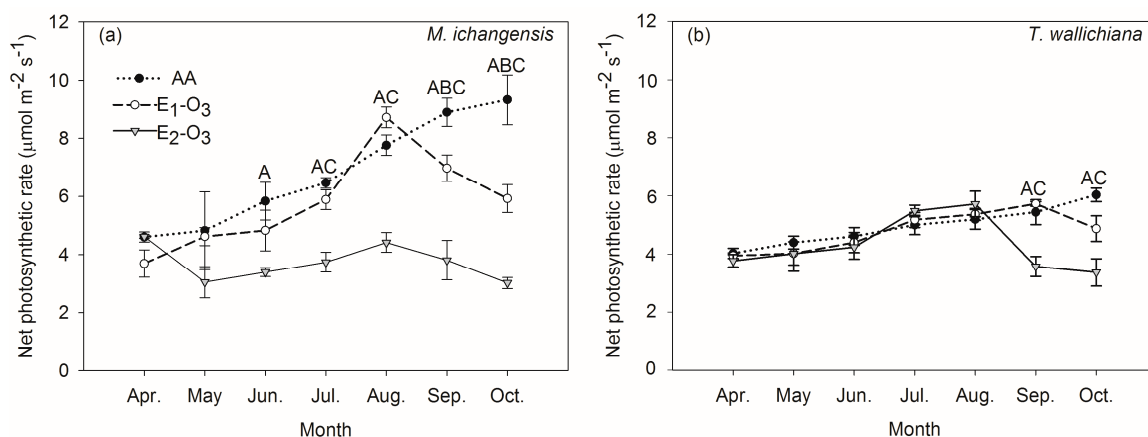 (a)
M. ichangensis
AA
E1-O3
E2-O3
A
AC
AC
ABC
ABC
Net photosynthetic rate (μmol m-2 s-1)
12
10
8
6
4
2
0
Apr. May Jun. Jul. Aug. Sep. Oct.
Month
(b)
T. wallichiana
AC
AC
Net photosynthetic rate (μmol m-2 s-1)
12
10
8
6
4
2
0
Apr. May Jun. Jul. Aug. Sep. Oct.
Month